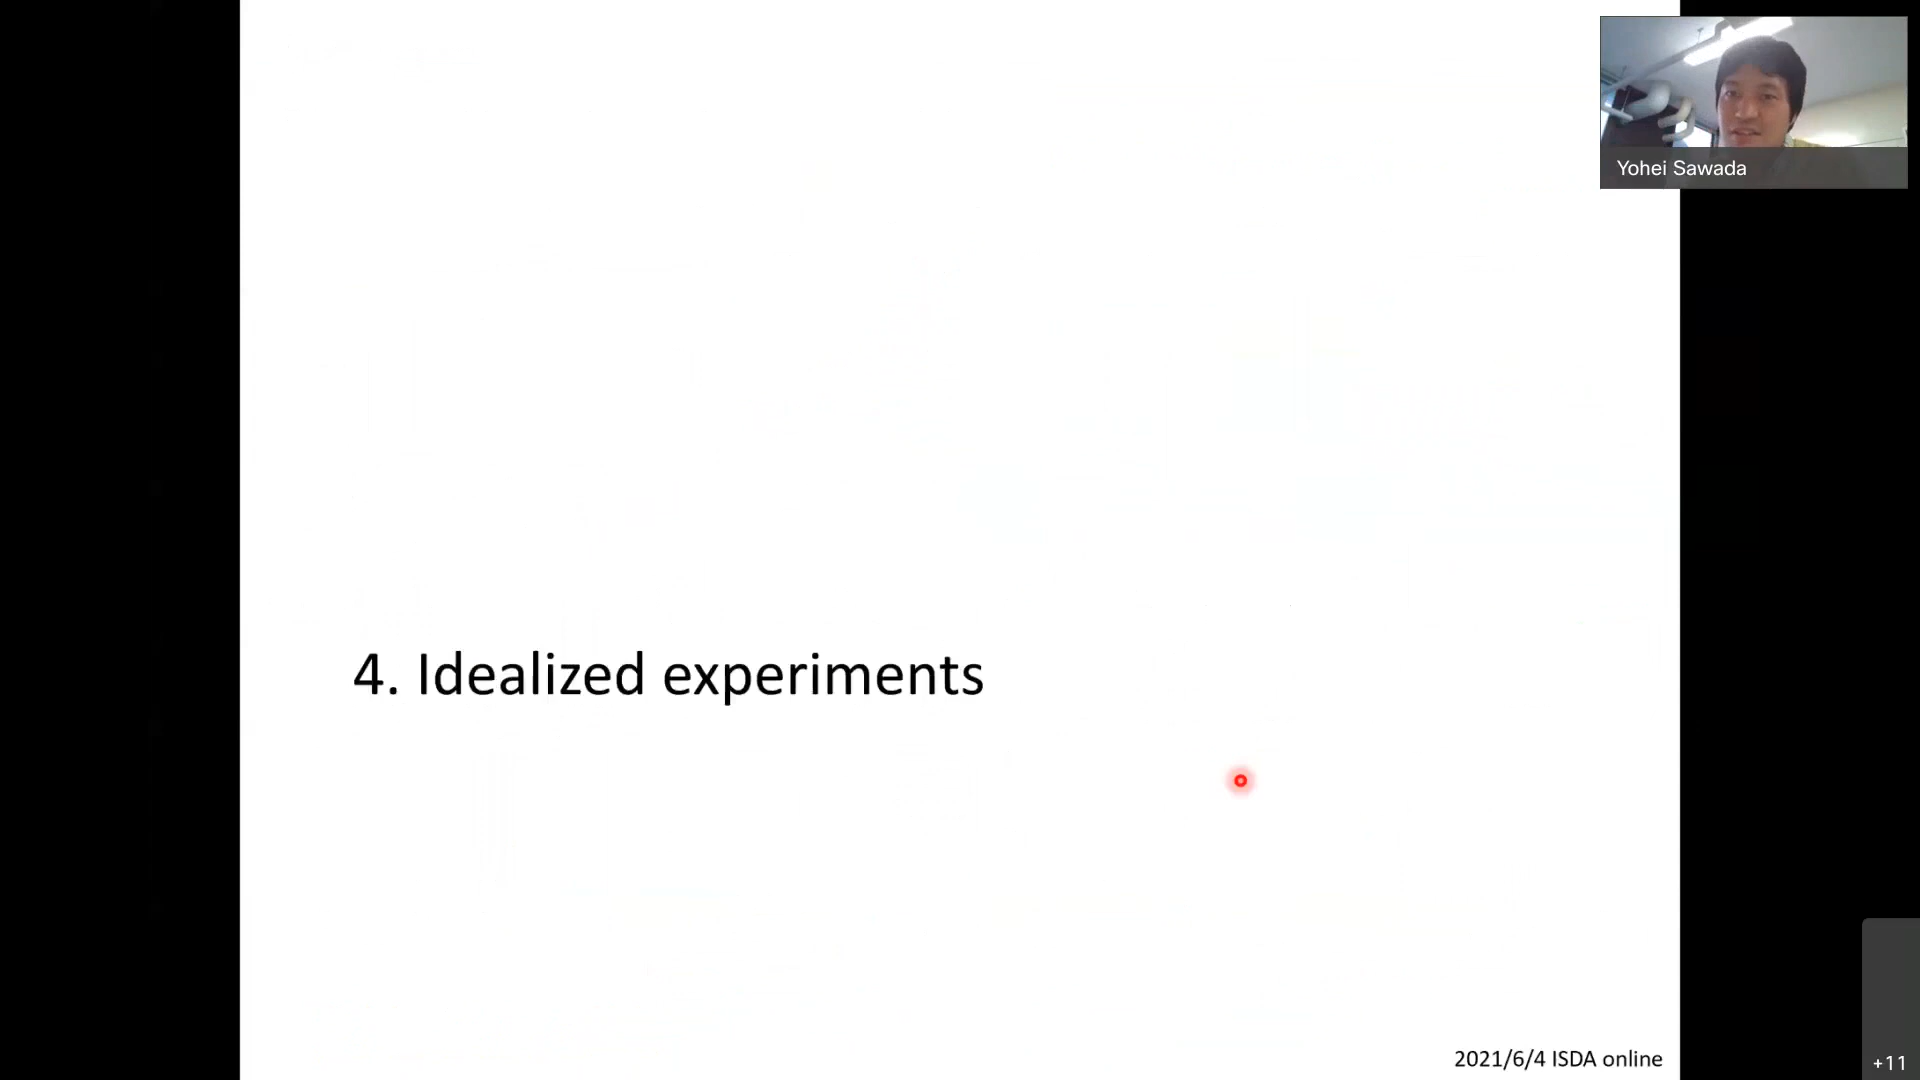 Yohei Sawada
4. Idealized experiments
2021/6/4 ISDA online
+11